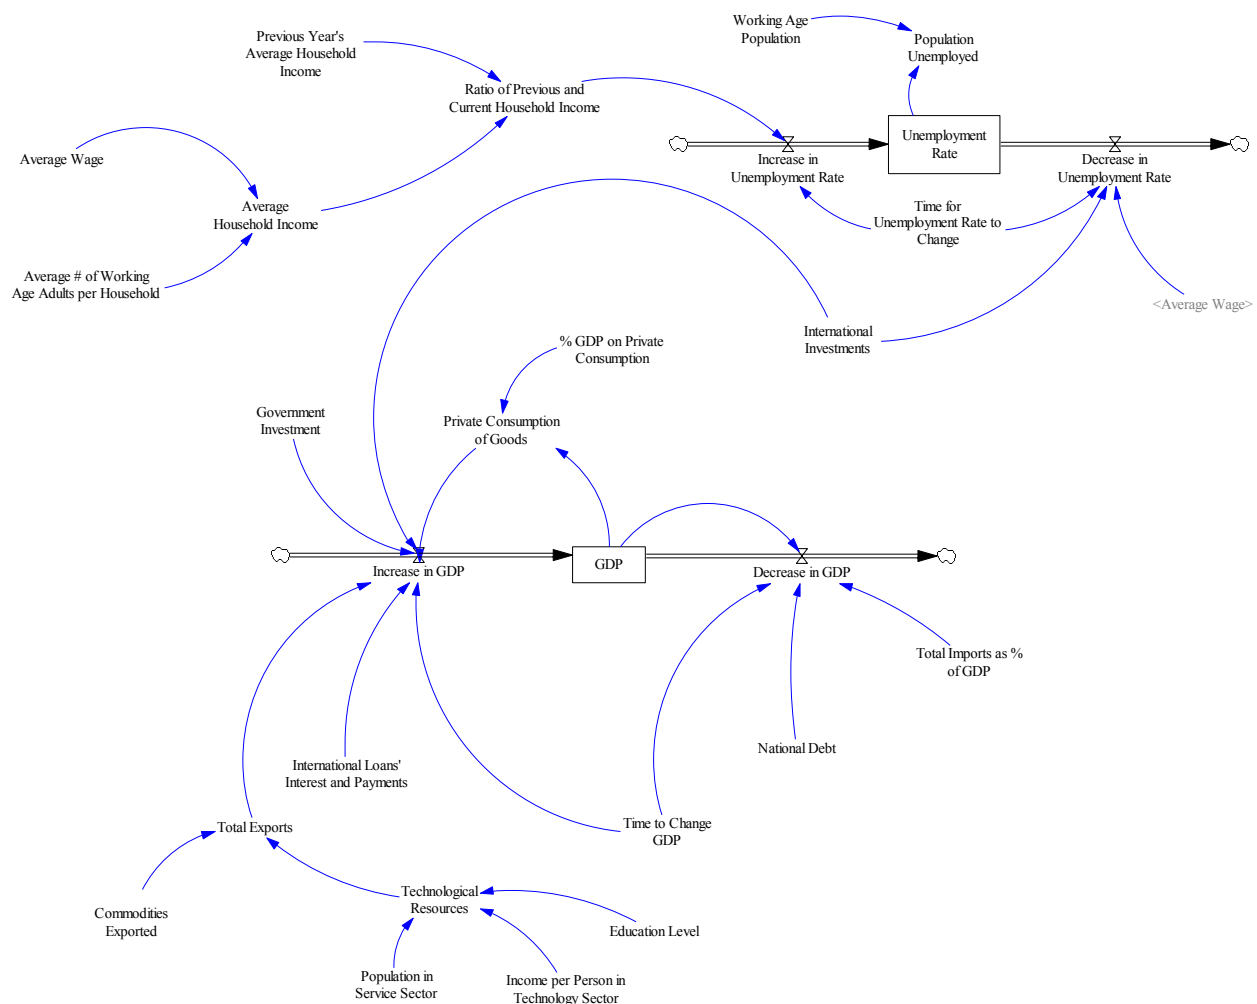 Working Age
Population
Previous Year's
Average Household
Income
Population
Unemployed
Ratio of Previous and
Current Household Income
Unemployment
Rate
Average Wage
Increase in
Unemployment Rate
Decrease in
Unemployment Rate
Average
Household Income
Time for
Unemployment Rate to
Change
Average # of Working
Age Adults per Household
<Average Wage>
International
Investments
% GDP on Private
Consumption
Government
Investment
Private Consumption
of Goods
GDP
Increase in GDP
Decrease in GDP
Total Imports as %
of GDP
National Debt
International Loans'
Interest and Payments
Total Exports
Time to Change
GDP
Technological
Resources
Commodities
Exported
Education Level
Population in
Service Sector
Income per Person in
Technology Sector